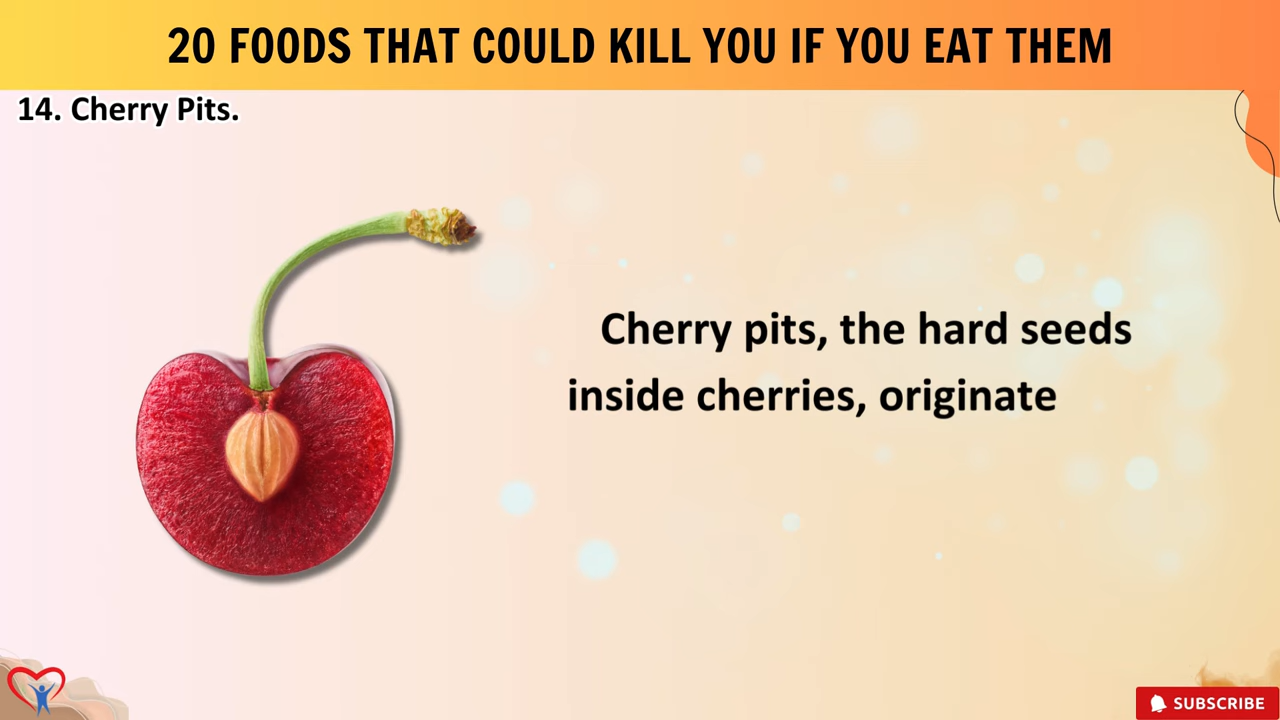 20 FOODS THAT COULD KILL YOU IF YOU EAT THEM
14. Cherry Pits.
Cherry pits, the hard seeds
inside cherries, originate
SUBSCRIBE